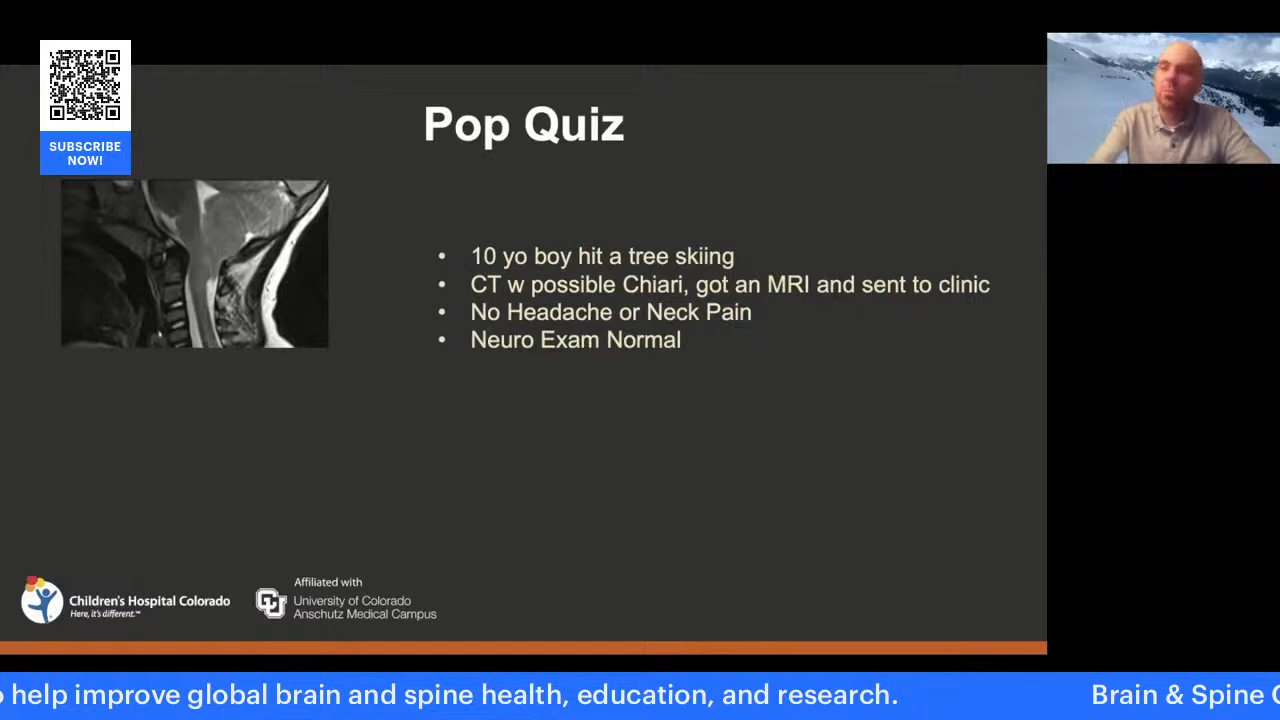 SUBSCRIBE
NOW!
Pop Quiz
• 10 yo boy hit a tree skiing
• CT w possible Chiari, got an MRI and sent to clinic
• No Headache or Neck Pain
• Neuro Exam Normal
Children's Hospital Colorado
Here, it's different.™
Affiliated with
CU
University of Colorado
Anschutz Medical Campus
help improve global brain and spine health, education, and research.
Brain & Spine